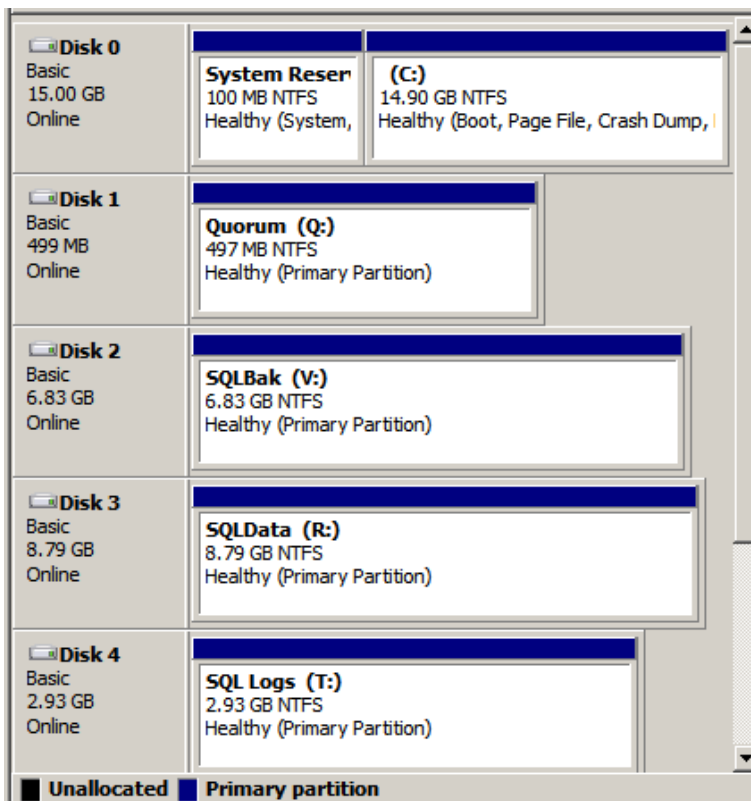 Disk 0
Basic
15.00 GB
Online
System Reser
100 MB NTFS
Healthy (System,
(C:)
14.90 GB NTFS
Healthy (Boot, Page File, Crash Dump,
Disk 1
Basic
499 MB
Online
Quorum (Q:)
497 MB NTFS
Healthy (Primary Partition)
Disk 2
Basic
6.83 GB
Online
SQLBak (V:)
6.83 GB NTFS
Healthy (Primary Partition)
Disk 3
Basic
8.79 GB
Online
SQLData (R:)
8.79 GB NTFS
Healthy (Primary Partition)
Disk 4
Basic
2.93 GB
Online
SQL Logs (T:)
2.93 GB NTFS
Healthy (Primary Partition)
Unallocated Primary partition